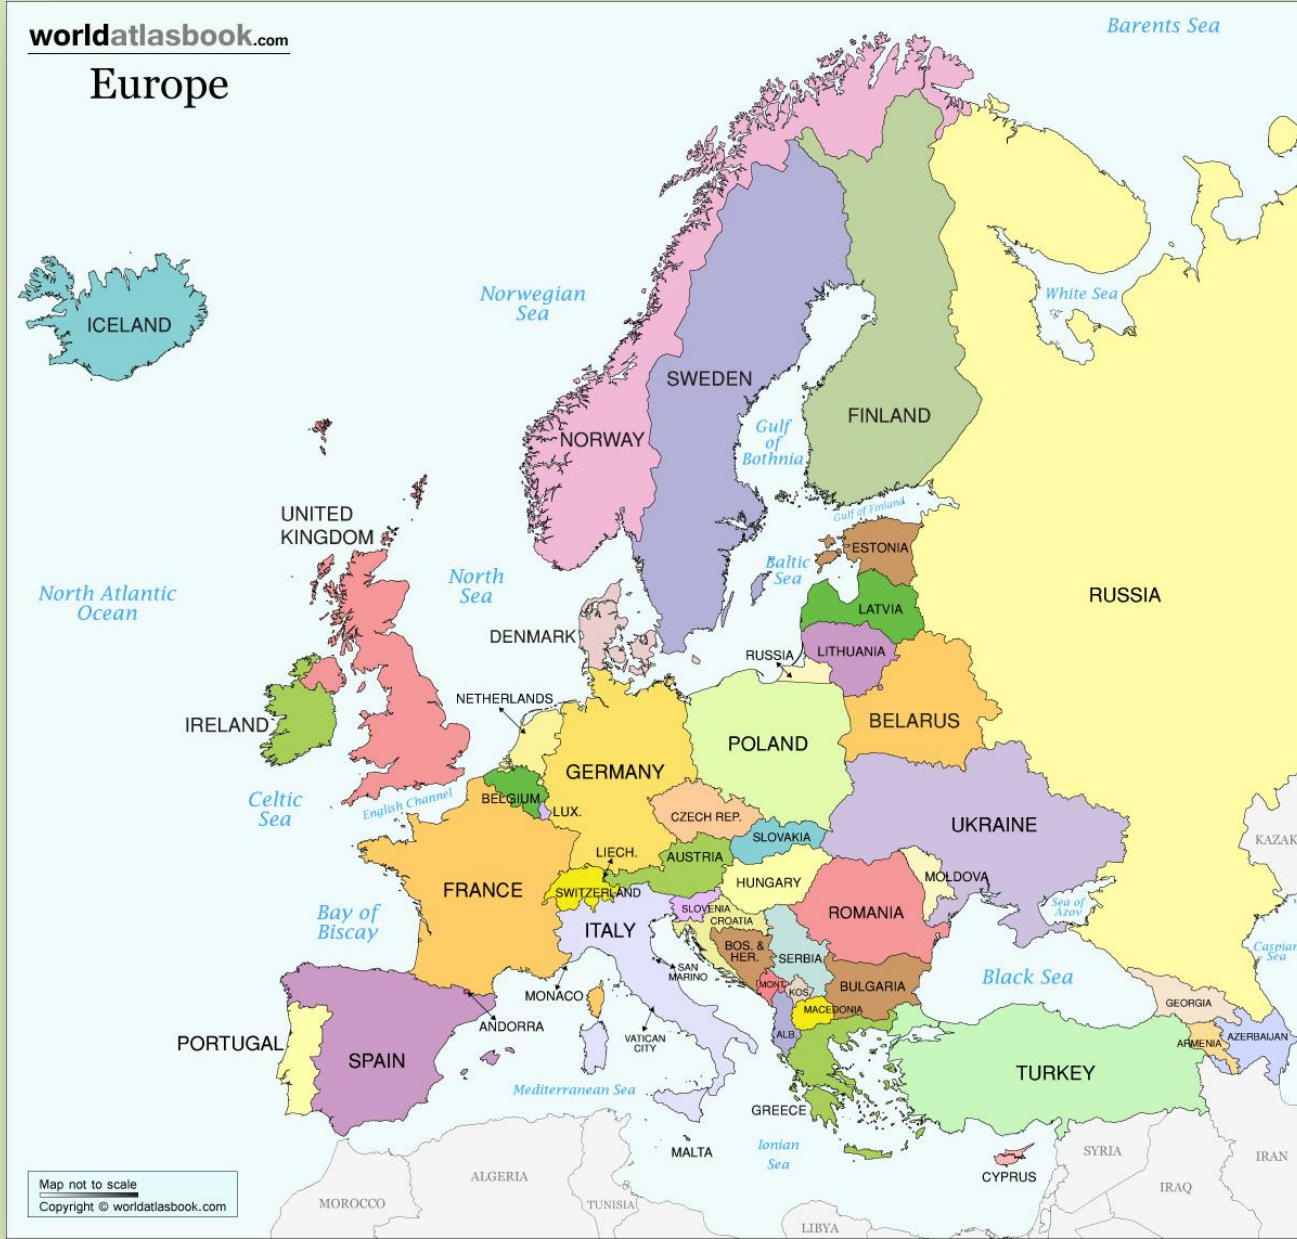 worldatlasbook.com
Europe
Barents Sea
Norwegian
Sea
White Sea
ICELAND
SWEDEN
FINLAND
NORWAY
Gulf
of
Bothnia
Gulf of Finland
UNITED
KINGDOM
ESTONIA
Baltic
Sea
North
Sea
North Atlantic
Ocean
RUSSIA
LATVIA
DENMARK
LITHUANIA
RUSSIA
NETHERLANDS
IRELAND
BELARUS
POLAND
GERMANY
Celtic
Sea
English Channel
BELGIUM
LUX.
CZECH REP.
UKRAINE
SLOVAKIA
KAZAK
LIECH.
AUSTRIA
MOLDOVA
HUNGARY
FRANCE
SWITZERLAND
Sea of
Azov
SLOVENIA
ROMANIA
CROATIA
Bay of
Biscay
ITALY
BOS. &
HER.
SERBIA
Caspian
Sea
SAN
MARINO
Black Sea
MONT.
KOS.
BULGARIA
MONACO
GEORGIA
MACEDONIA
ANDORRA
ALB.
VATICAN
CITY
PORTUGAL
SPAIN
ARMENIA
AZERBAIJAN
TURKEY
Mediterranean Sea
GREECE
Ionian
Sea
MALTA
SYRIA
IRAN
CYPRUS
ALGERIA
IRAQ
MOROCCO
TUNISIA
LIBYA
Map not to scale
Copyright © worldatlasbook.com